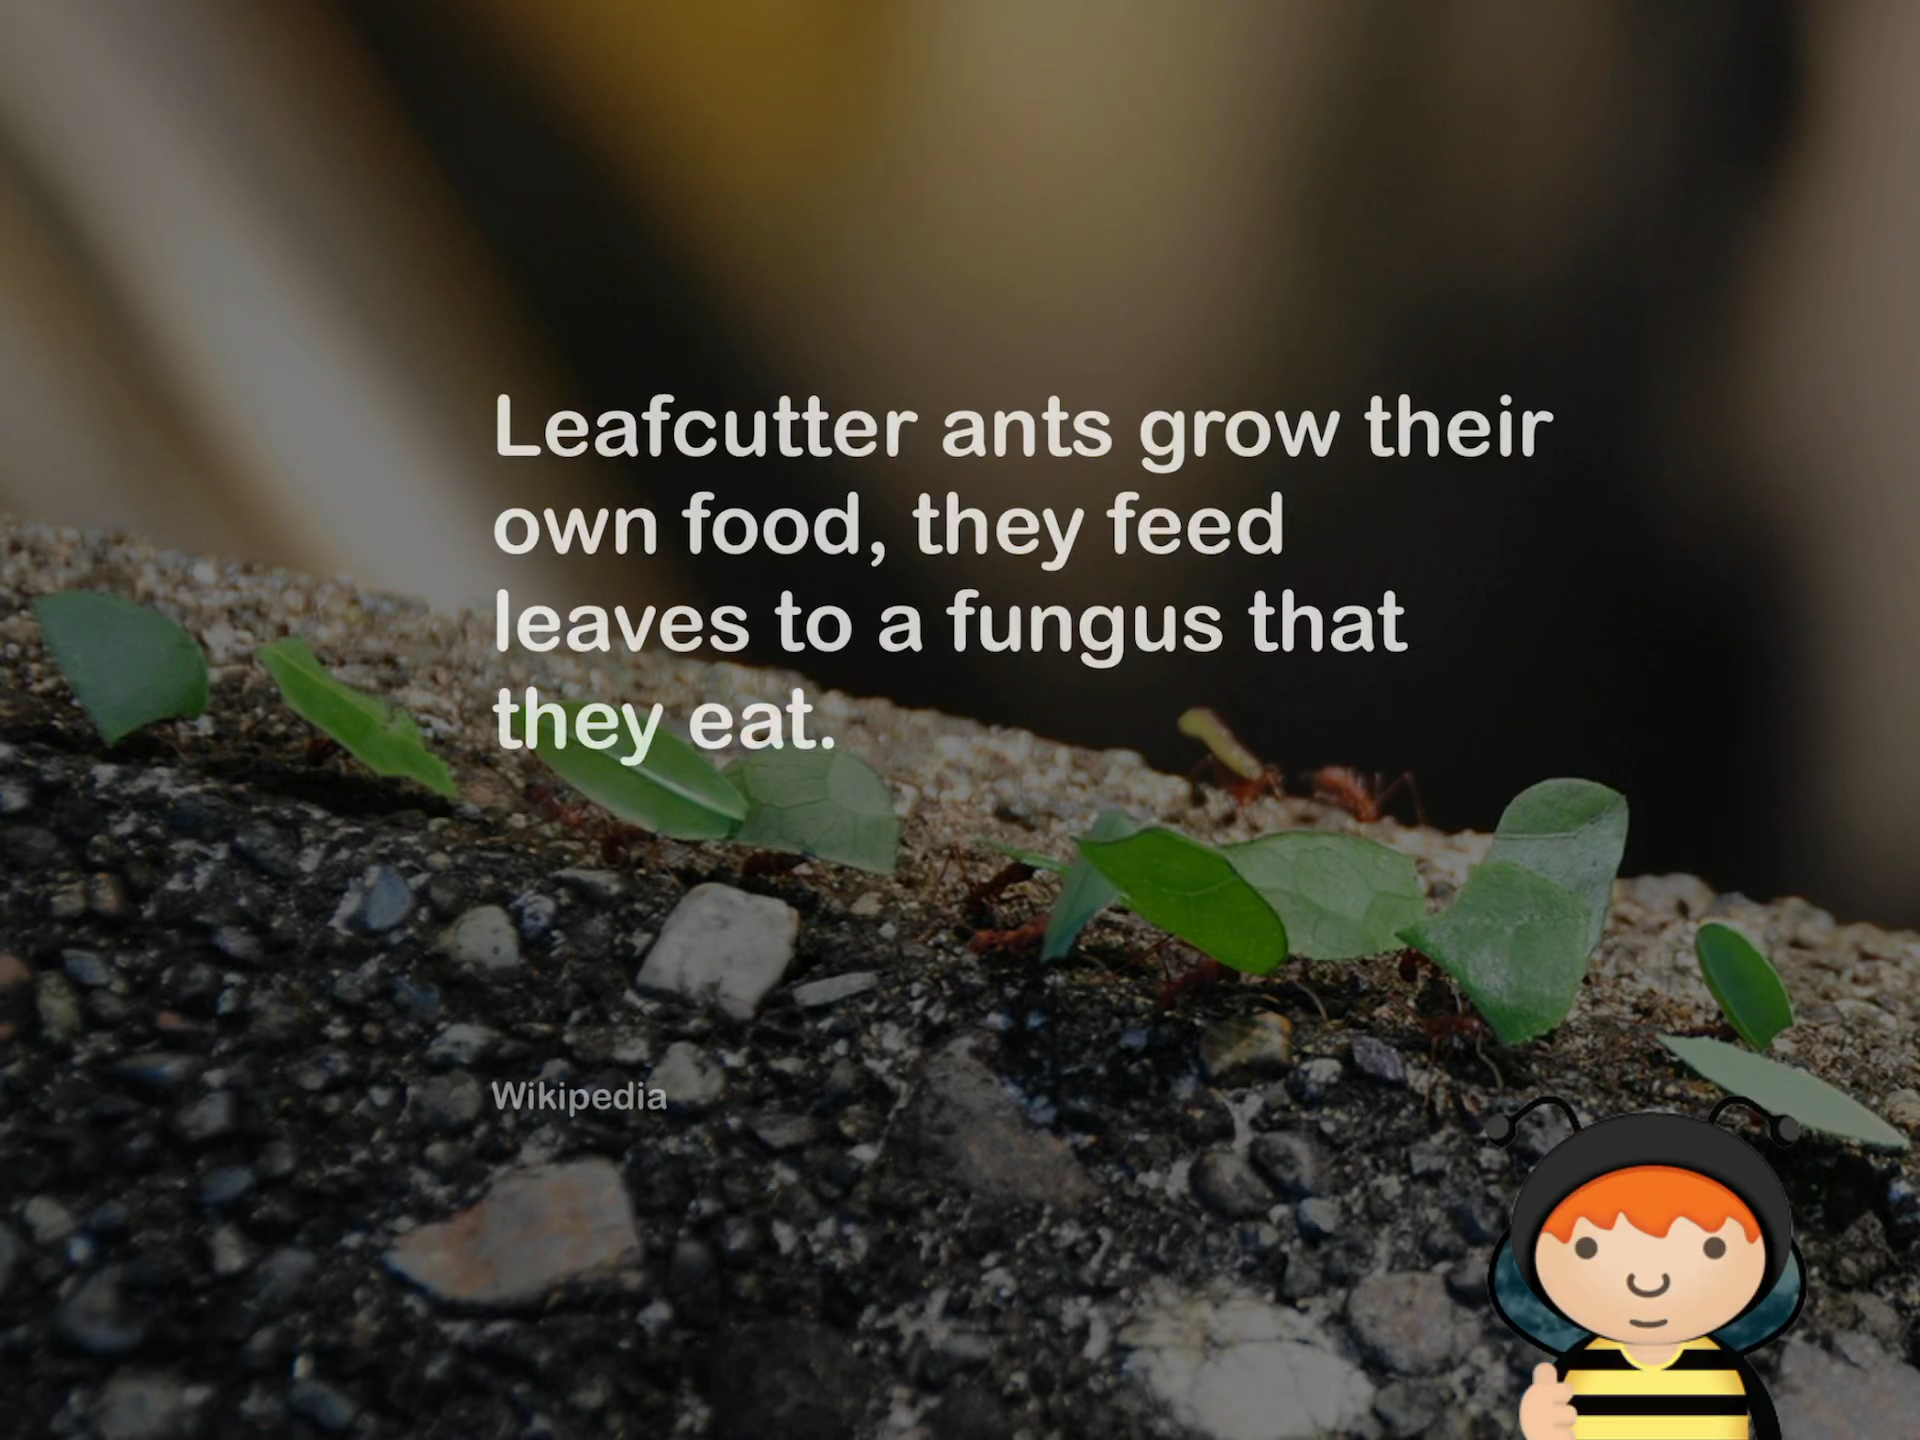 Leafcutter ants grow their
own food, they feed
leaves to a fungus that
they eat.
Wikipedia